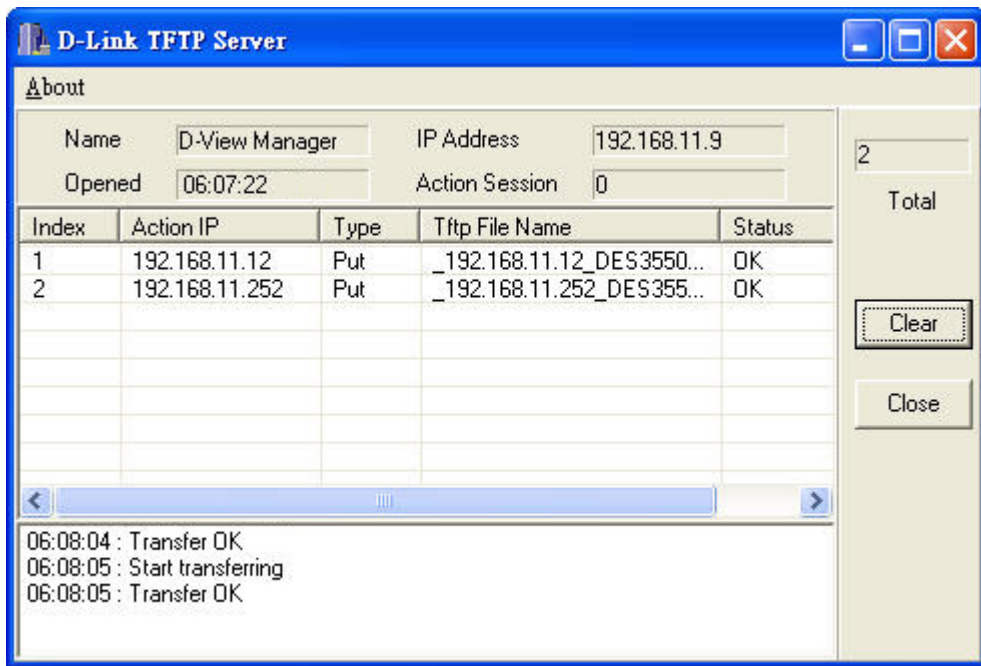 D-Link TFTP Server
About
Name D-View Manager IP Address 192.168.11.9
Opened 06:07:22 Action Session 0
2
Total
Index Action IP Type Tftp File Name Status
1 192.168.11.12 Put _192.168.11.12_DES3550... OK
2 192.168.11.252 Put _192.168.11.252_DES355... OK
Clear
Close
06:08:04 : Transfer OK
06:08:05 : Start transferring
06:08:05 : Transfer OK